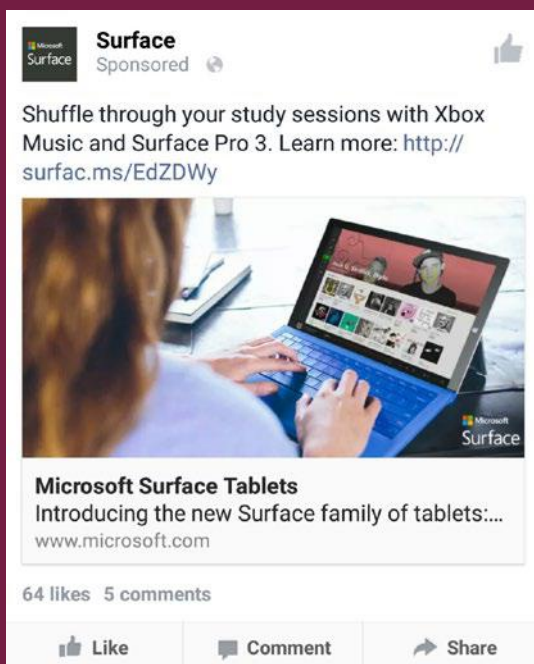 Microsoft
Surface
Surface
Sponsored
Shuffle through your study sessions with Xbox
Music and Surface Pro 3. Learn more: http://
surfac.ms/EdZDWy
Microsoft
Surface
Microsoft Surface Tablets
Introducing the new Surface family of tablets:...
www.microsoft.com
64 likes 5 comments
Like Comment Share